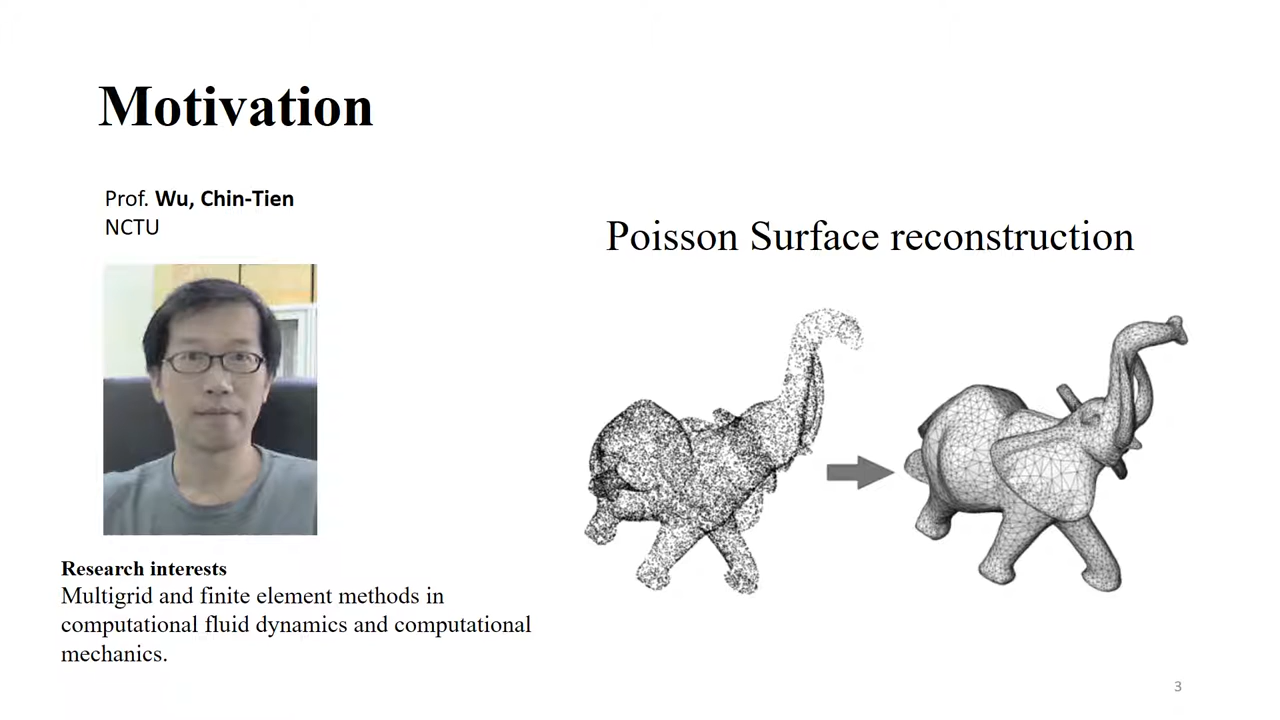 Motivation
Prof. Wu, Chin-Tien
NCTU
Poisson Surface reconstruction
Research interests
Multigrid and finite element methods in
computational fluid dynamics and computational
mechanics.
3